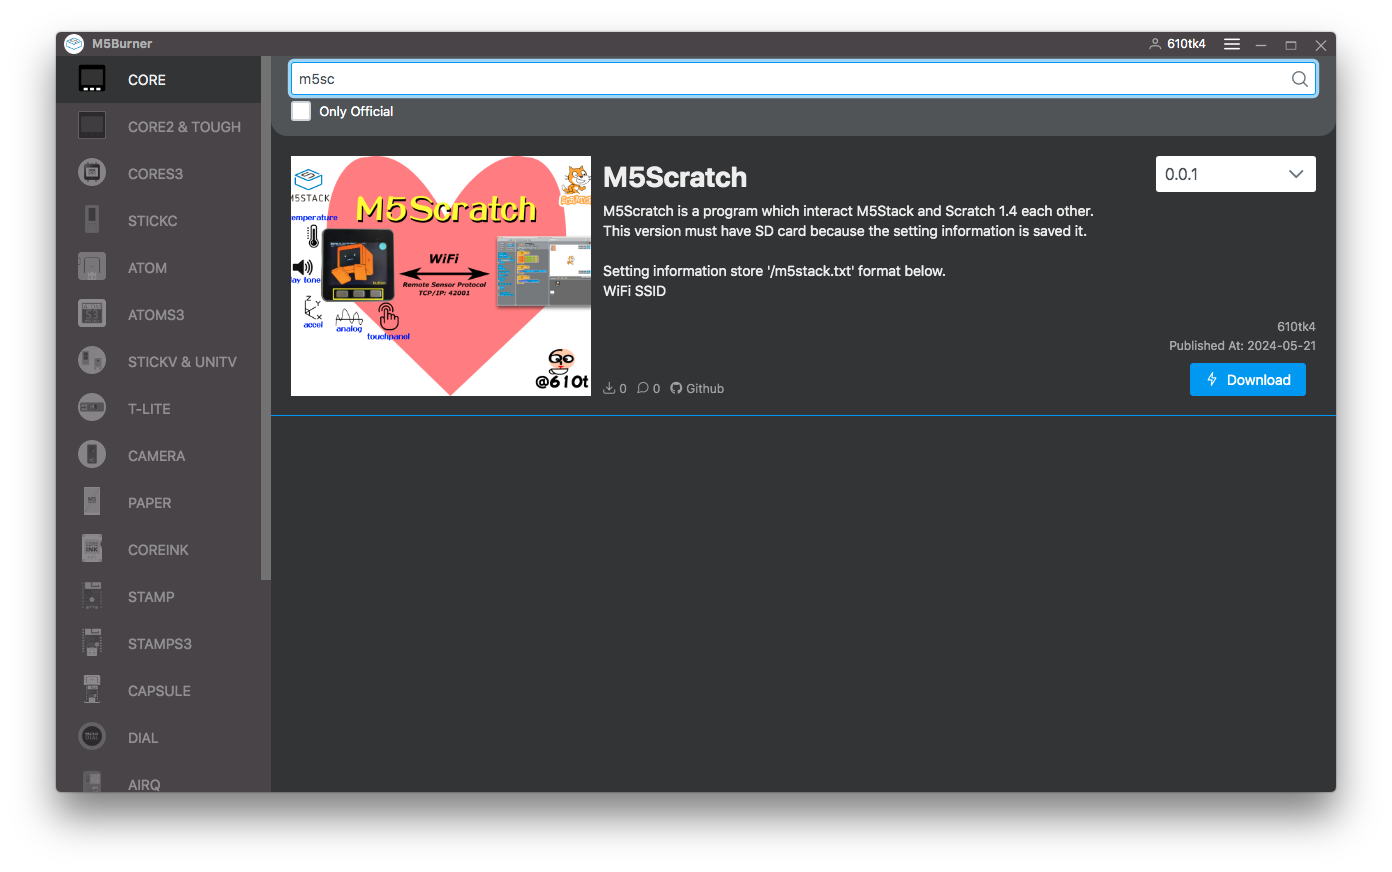 M5Burner
610tk4
CORE
CORE2 & TOUGH
CORES3
STICKC
ATOM
ATOMS3
STICKV & UNITV
T-LITE
CAMERA
PAPER
COREINK
STAMP
STAMPS3
CAPSULE
DIAL
AIRQ
m5sc
Only Official
M5STACK
temperature
M5Scratch
WiFi
Remote Sensor Protocol
TCP/IP: 42001
ay tone
Z
Y
X
accel
analog
touchpanel
@610t
M5Scratch
0.0.1
M5Scratch is a program which interact M5Stack and Scratch 1.4 each other.
This version must have SD card because the setting information is saved it.
Setting information store '/m5stack.txt' format below.
WiFi SSID
610tk4
Published At: 2024-05-21
0 0 Github
Download